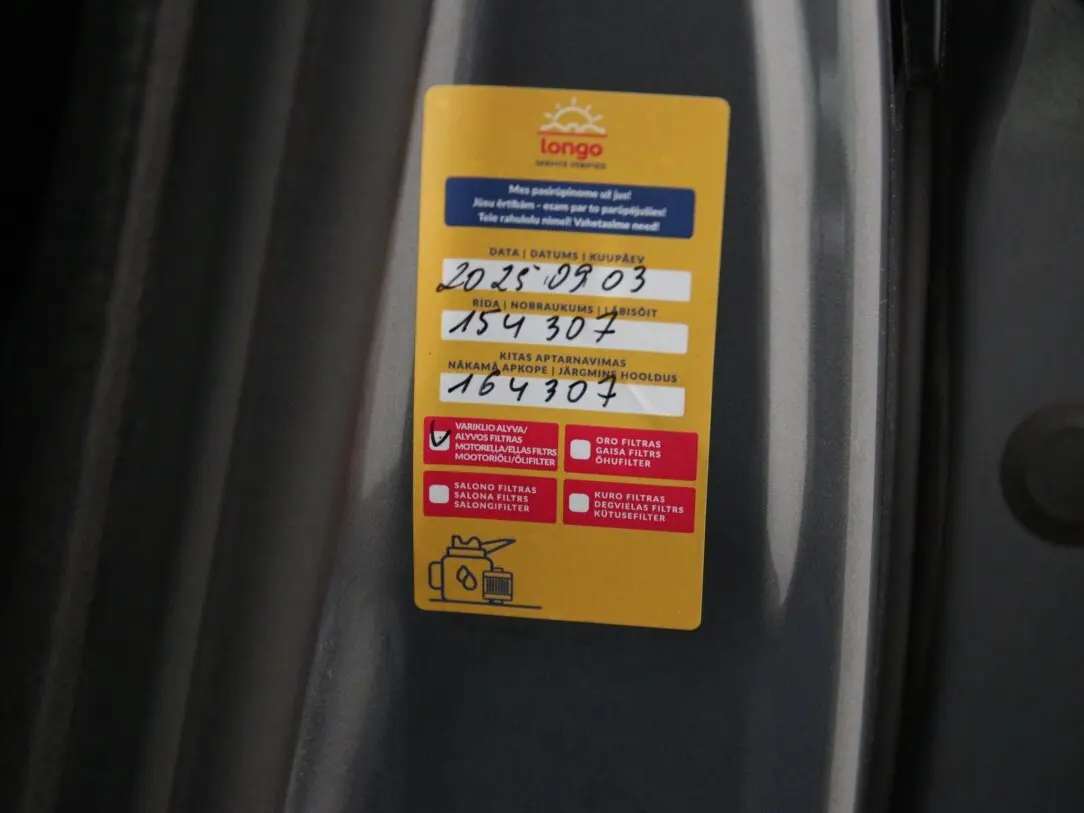 longo
SERVICE VERIFIED
Mes pasirūpinome už jus!
Jūsu ērtībām - esam par to parūpējušies!
Teie rahulolu nimel! Vahetasime need!
DATA | DATUMS | KUUPÄEV
2025.09.03
RIDA | NOBRAUKUMS | LÄBISÕIT
154 307
KITAS APTARNAVIMAS
NĀKAMĀ APKOPE | JÄRGMINE HOOLDUS
164 307
VARIKLIO ALYVA/
ALYVOS FILTRAS
MOTOREĻĻA/EĻĻAS FILTRS
MOOTORIÕLI/ÕLIFILTER
ORO FILTRAS
GAISA FILTRS
ÕHUFILTER
SALONO FILTRAS
SALONA FILTRS
SALONGIFILTER
KURO FILTRAS
DEGVIELAS FILTRS
KÜTUSEFILTER